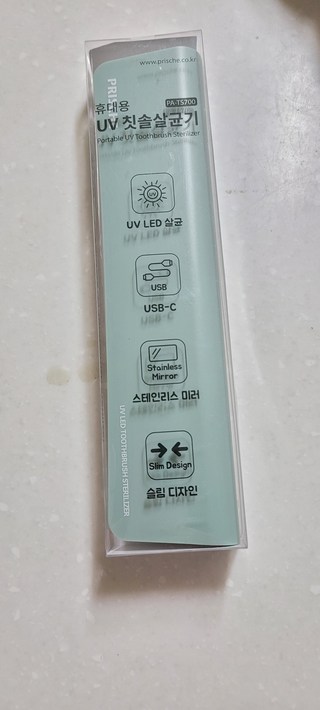 www.prische.co.kr
휴대용
PA-TS700
UV 칫솔살균기
Portable UV Toothbrush Sterilizer
UV
UV LED 살균
USB
USB-C
Stainless
Mirror
스테인리스 미러
Slim Design
슬림 디자인
UV LED TOOTHBRUSH STERILIZER